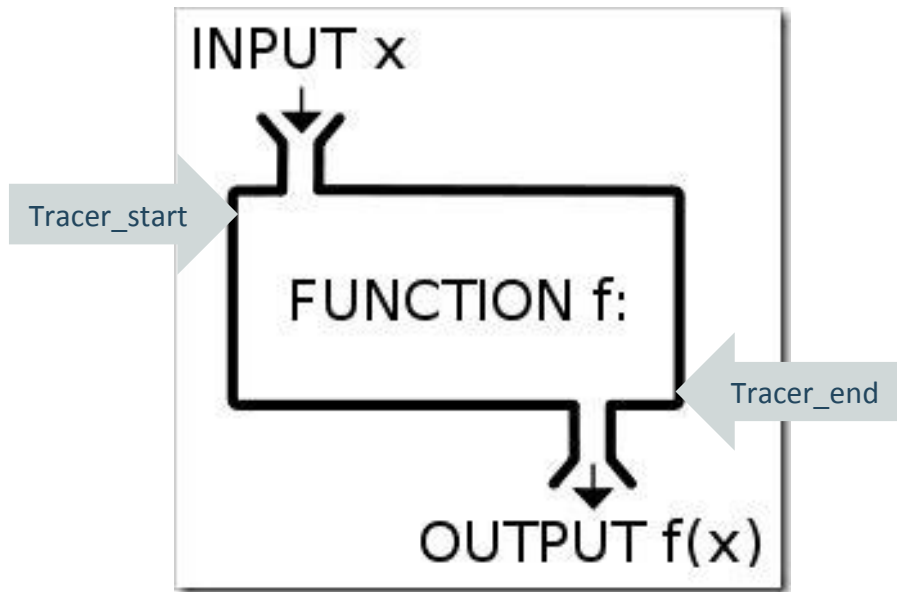 INPUT x
Tracer_start
FUNCTION f:
Tracer_end
OUTPUT f(x)